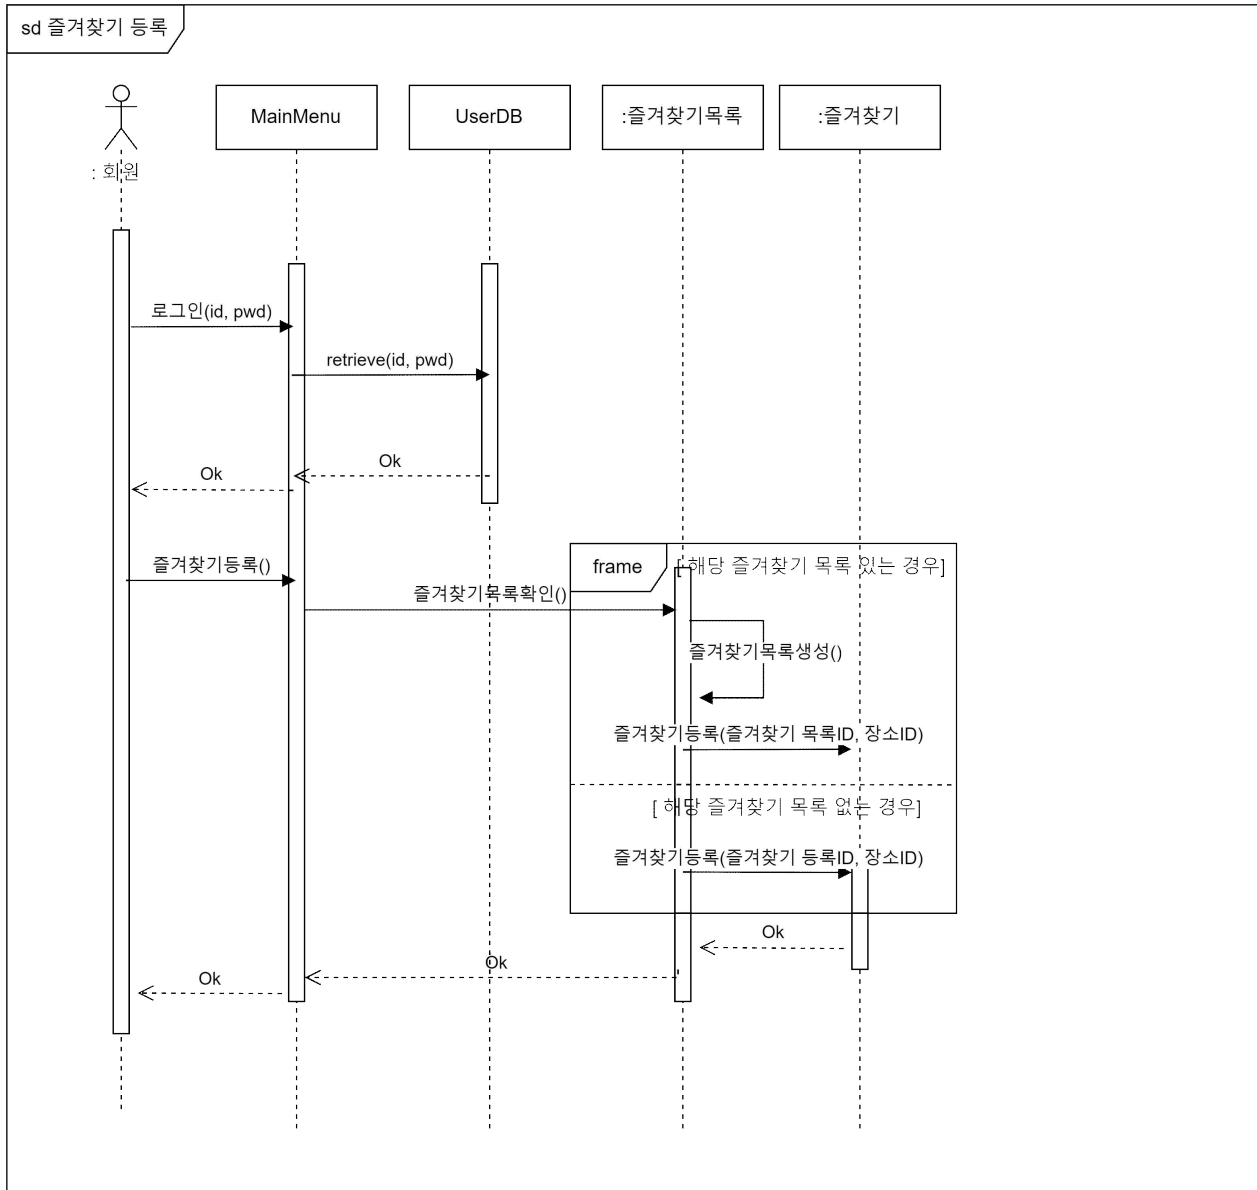 sd 즐겨찾기 등록
: 회원
MainMenu
UserDB
:즐겨찾기목록
:즐겨찾기
로그인(id, pwd)
retrieve(id, pwd)
Ok
Ok
frame
[ 해당 즐겨찾기 목록 있는 경우]
즐겨찾기등록()
즐겨찾기목록확인()
즐겨찾기목록생성()
즐겨찾기등록(즐겨찾기 목록ID, 장소ID)
[ 해당 즐겨찾기 목록 없는 경우]
즐겨찾기등록(즐겨찾기 등록ID, 장소ID)
Ok
Ok
Ok